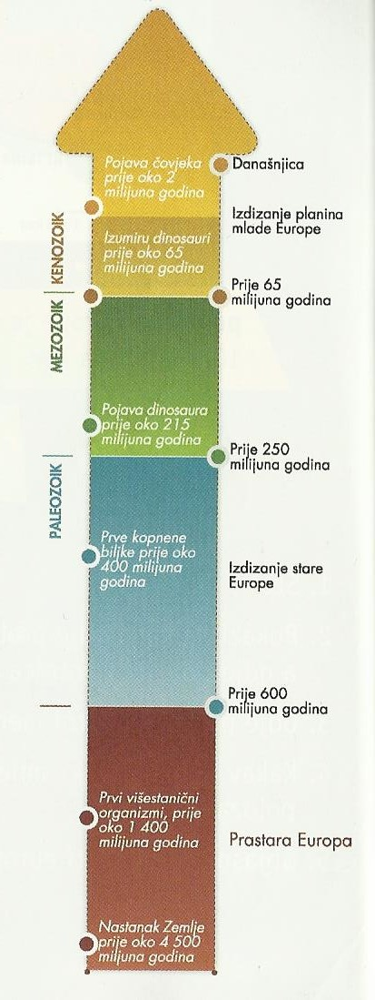 Pojava čovjeka
prije oko 2
milijuna godina
Današnjica
Izdizanje planina
mlade Europe
KENOZOIK
Izumiru dinosauri
prije oko 65
milijuna godina
Prije 65
milijuna godina
MEZOZOIK
Pojava dinosaura
prije oko 215
milijuna godina
Prije 250
milijuna godina
PALEOZOIK
Prve kopnene
biljke prije oko
400 milijuna
godina
Izdizanje stare
Europe
Prije 600
milijuna godina
Prvi višestanični
organizmi, prije
oko 1 400
milijuna godina
Prastara Europa
Nastanak Zemlje
prije oko 4 500
miljuna godina